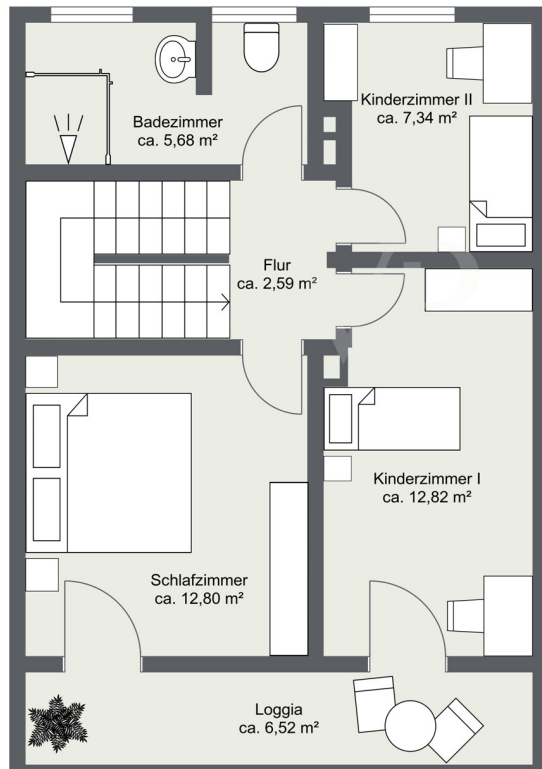 Badezimmer
ca. 5,68 m²
Kinderzimmer II
ca. 7,34 m²
Flur
ca. 2,59 m²
Kinderzimmer I
ca. 12,82 m²
Schlafzimmer
ca. 12,80 m²
Loggia
ca. 6,52 m²